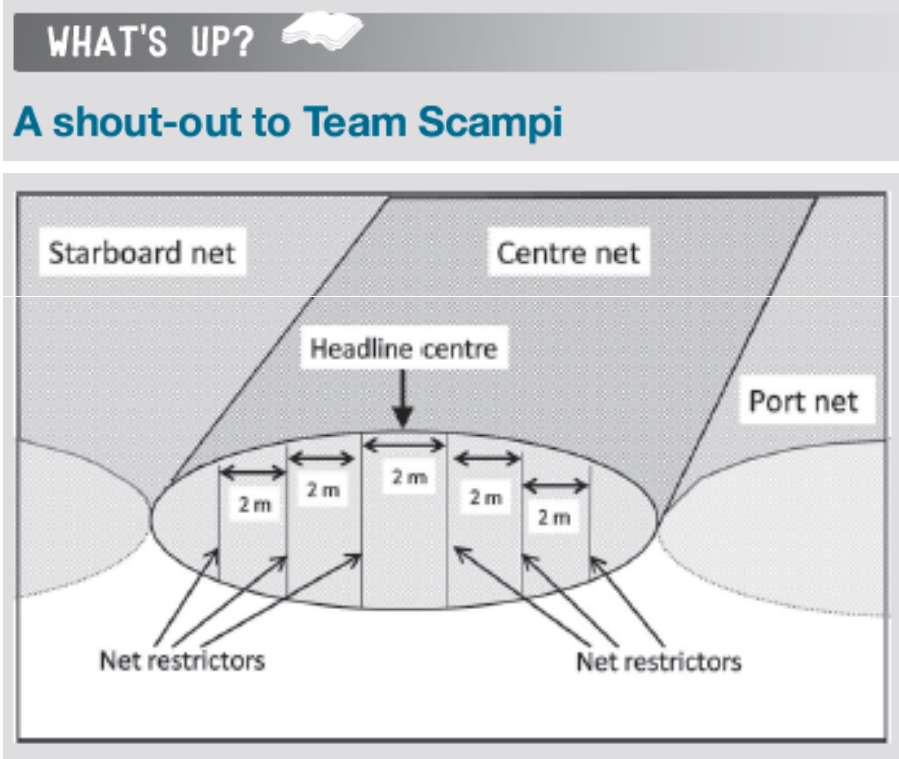 WHAT'S UP?
A shout-out to Team Scampi
Starboard net
Centre net
Headline centre
Port net
2 m
2 m
2 m
2 m
2 m
Net restrictors
Net restrictors